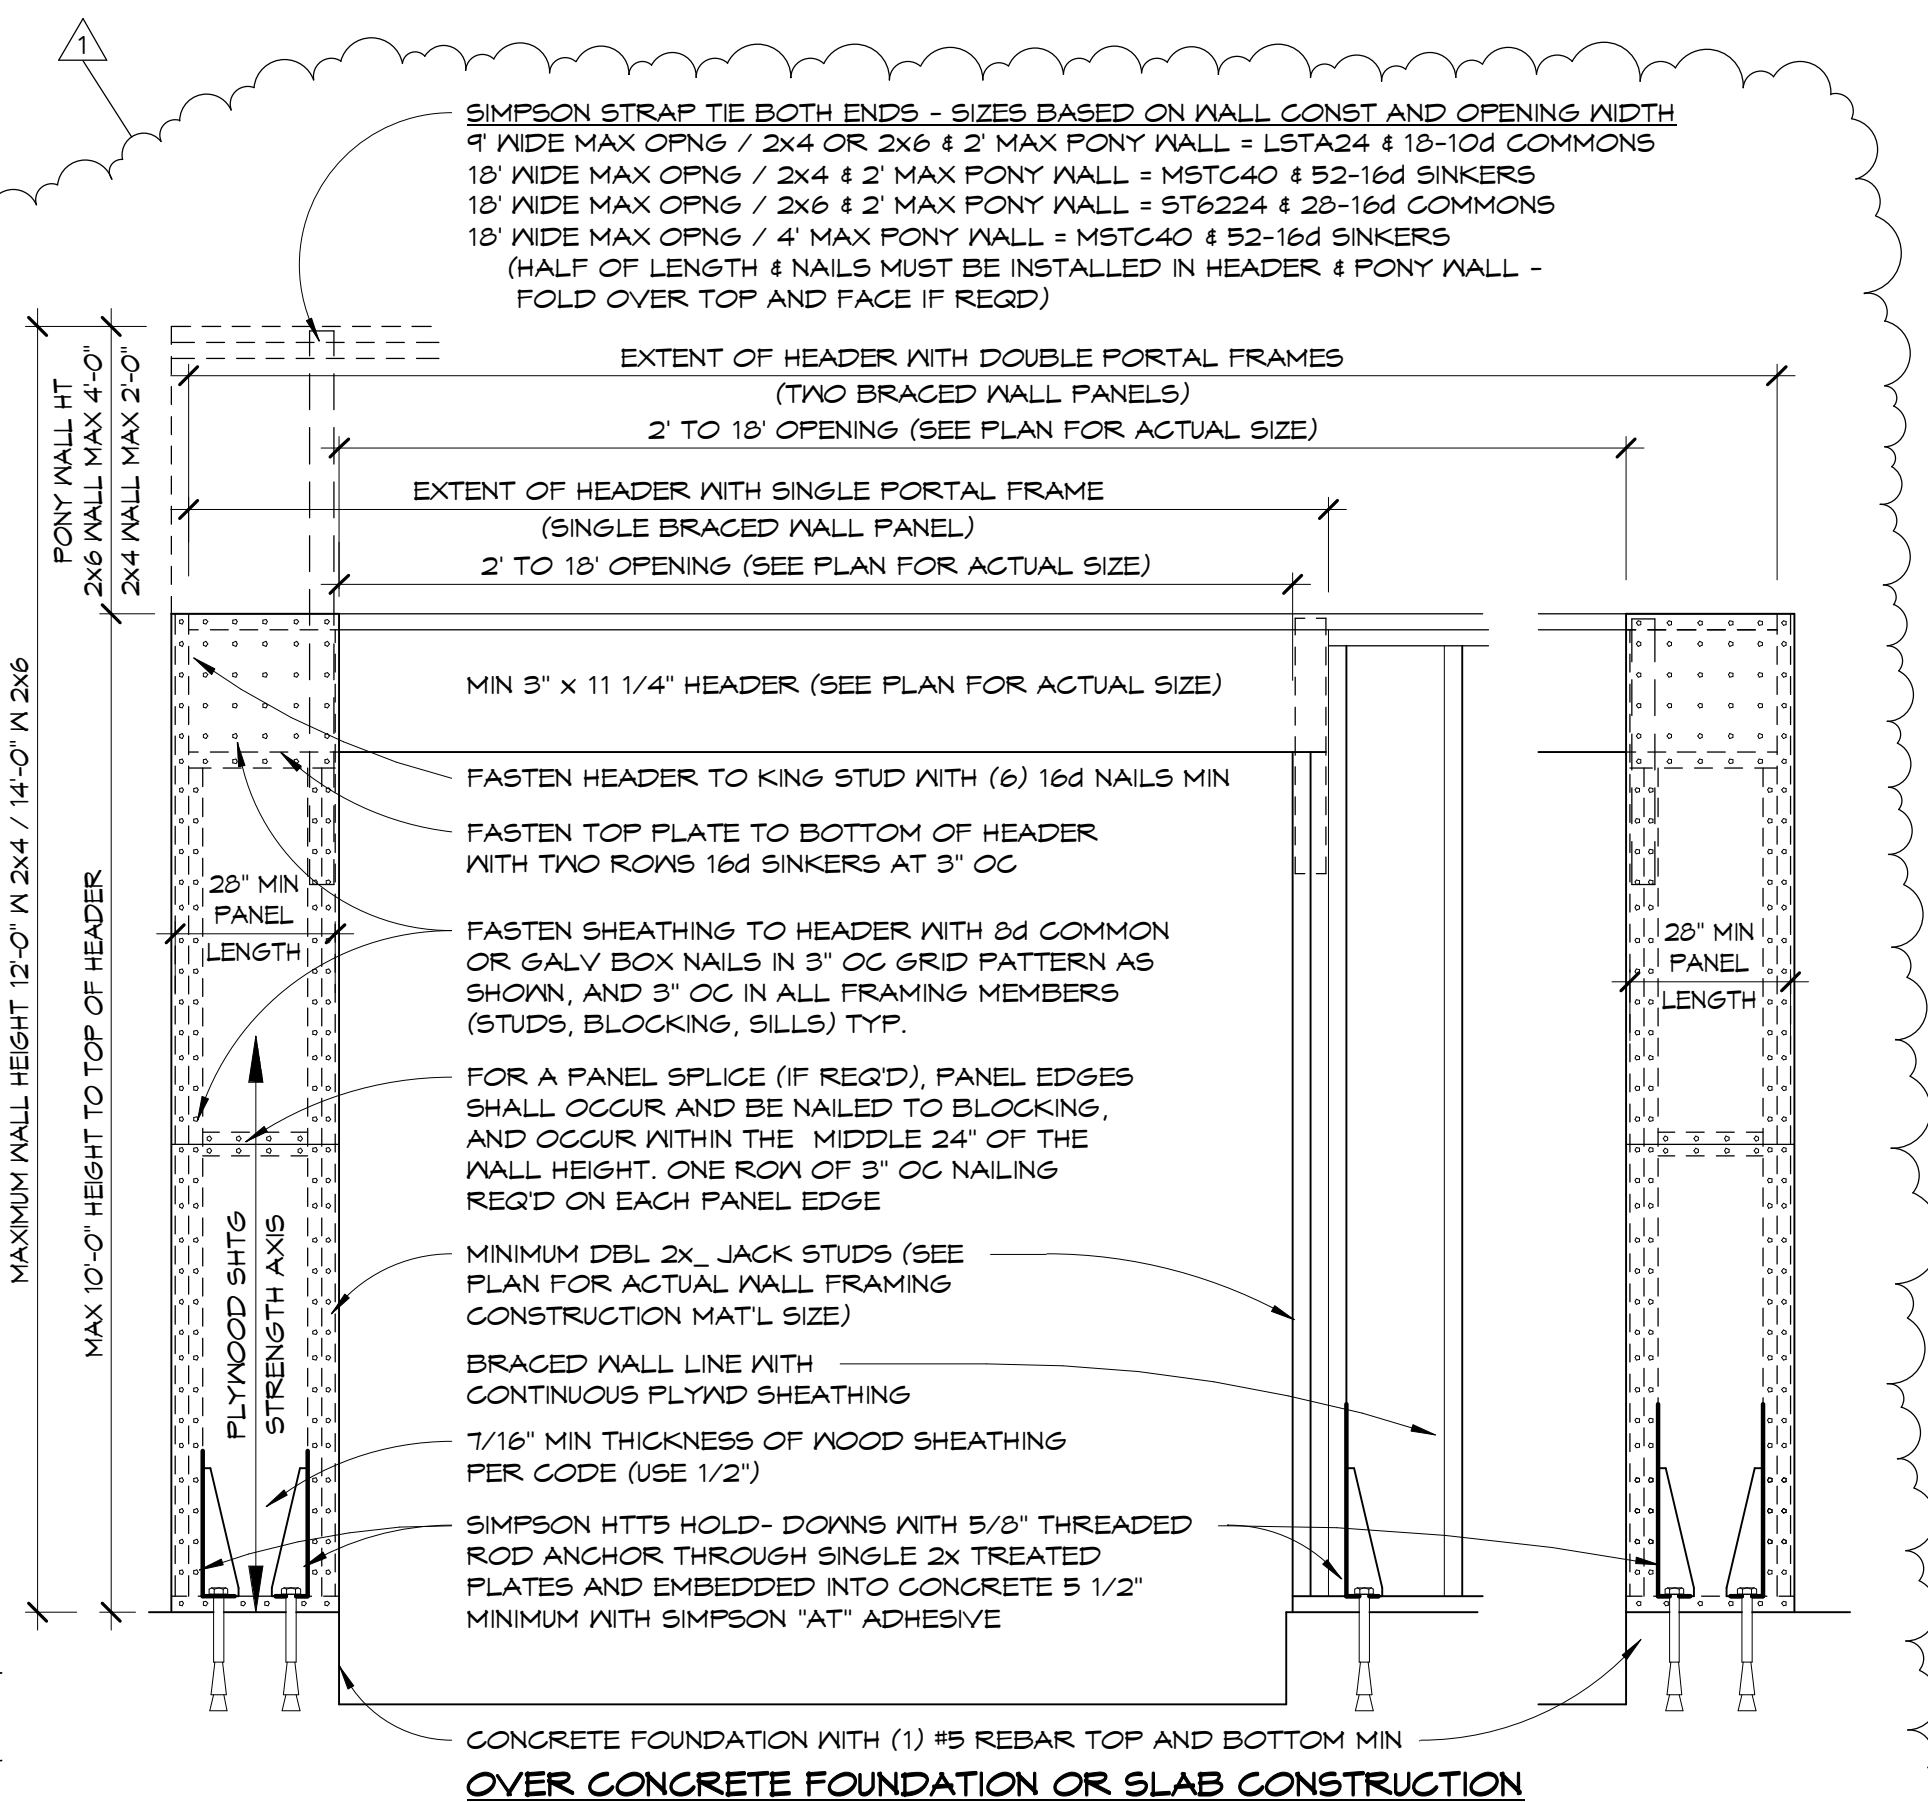 1
SIMPSON STRAP TIE BOTH ENDS - SIZES BASED ON WALL CONST AND OPENING WIDTH
9' WIDE MAX OPNG / 2x4 OR 2x6 & 2' MAX PONY WALL = LSTA24 & 18-10d COMMONS
18' WIDE MAX OPNG / 2x4 & 2' MAX PONY WALL = MSTC40 & 52-16d SINKERS
18' WIDE MAX OPNG / 2x6 & 2' MAX PONY WALL = ST6224 & 28-16d COMMONS
18' WIDE MAX OPNG / 4' MAX PONY WALL = MSTC40 & 52-16d SINKERS
(HALF OF LENGTH & NAILS MUST BE INSTALLED IN HEADER & PONY WALL -
FOLD OVER TOP AND FACE IF REQD)
PONY WALL HT
2x6 WALL MAX 4'-0"
2x4 WALL MAX 2'-0"
EXTENT OF HEADER WITH DOUBLE PORTAL FRAMES
(TWO BRACED WALL PANELS)
2' TO 18' OPENING (SEE PLAN FOR ACTUAL SIZE)
EXTENT OF HEADER WITH SINGLE PORTAL FRAME
(SINGLE BRACED WALL PANEL)
2' TO 18' OPENING (SEE PLAN FOR ACTUAL SIZE)
MAXIMUM WALL HEIGHT 12'-0" W 2x4 / 14'-0" W 2x6
MAX 10'-0" HEIGHT TO TOP OF HEADER
MIN 3" x 11 1/4" HEADER (SEE PLAN FOR ACTUAL SIZE)
FASTEN HEADER TO KING STUD WITH (6) 16d NAILS MIN
FASTEN TOP PLATE TO BOTTOM OF HEADER
WITH TWO ROWS 16d SINKERS AT 3" OC
28" MIN
PANEL
LENGTH
FASTEN SHEATHING TO HEADER WITH 8d COMMON
OR GALV BOX NAILS IN 3" OC GRID PATTERN AS
SHOWN, AND 3" OC IN ALL FRAMING MEMBERS
(STUDS, BLOCKING, SILLS) TYP.
28" MIN
PANEL
LENGTH
FOR A PANEL SPLICE (IF REQ'D), PANEL EDGES
SHALL OCCUR AND BE NAILED TO BLOCKING,
AND OCCUR WITHIN THE MIDDLE 24" OF THE
WALL HEIGHT. ONE ROW OF 3" OC NAILING
REQ'D ON EACH PANEL EDGE
PLYWOOD SHTG
STRENGTH AXIS
MINIMUM DBL 2x_ JACK STUDS (SEE
PLAN FOR ACTUAL WALL FRAMING
CONSTRUCTION MAT'L SIZE)
BRACED WALL LINE WITH
CONTINUOUS PLYWD SHEATHING
7/16" MIN THICKNESS OF WOOD SHEATHING
PER CODE (USE 1/2")
SIMPSON HTT5 HOLD- DOWNS WITH 5/8" THREADED
ROD ANCHOR THROUGH SINGLE 2x TREATED
PLATES AND EMBEDDED INTO CONCRETE 5 1/2"
MINIMUM WITH SIMPSON "AT" ADHESIVE
CONCRETE FOUNDATION WITH (1) #5 REBAR TOP AND BOTTOM MIN
OVER CONCRETE FOUNDATION OR SLAB CONSTRUCTION